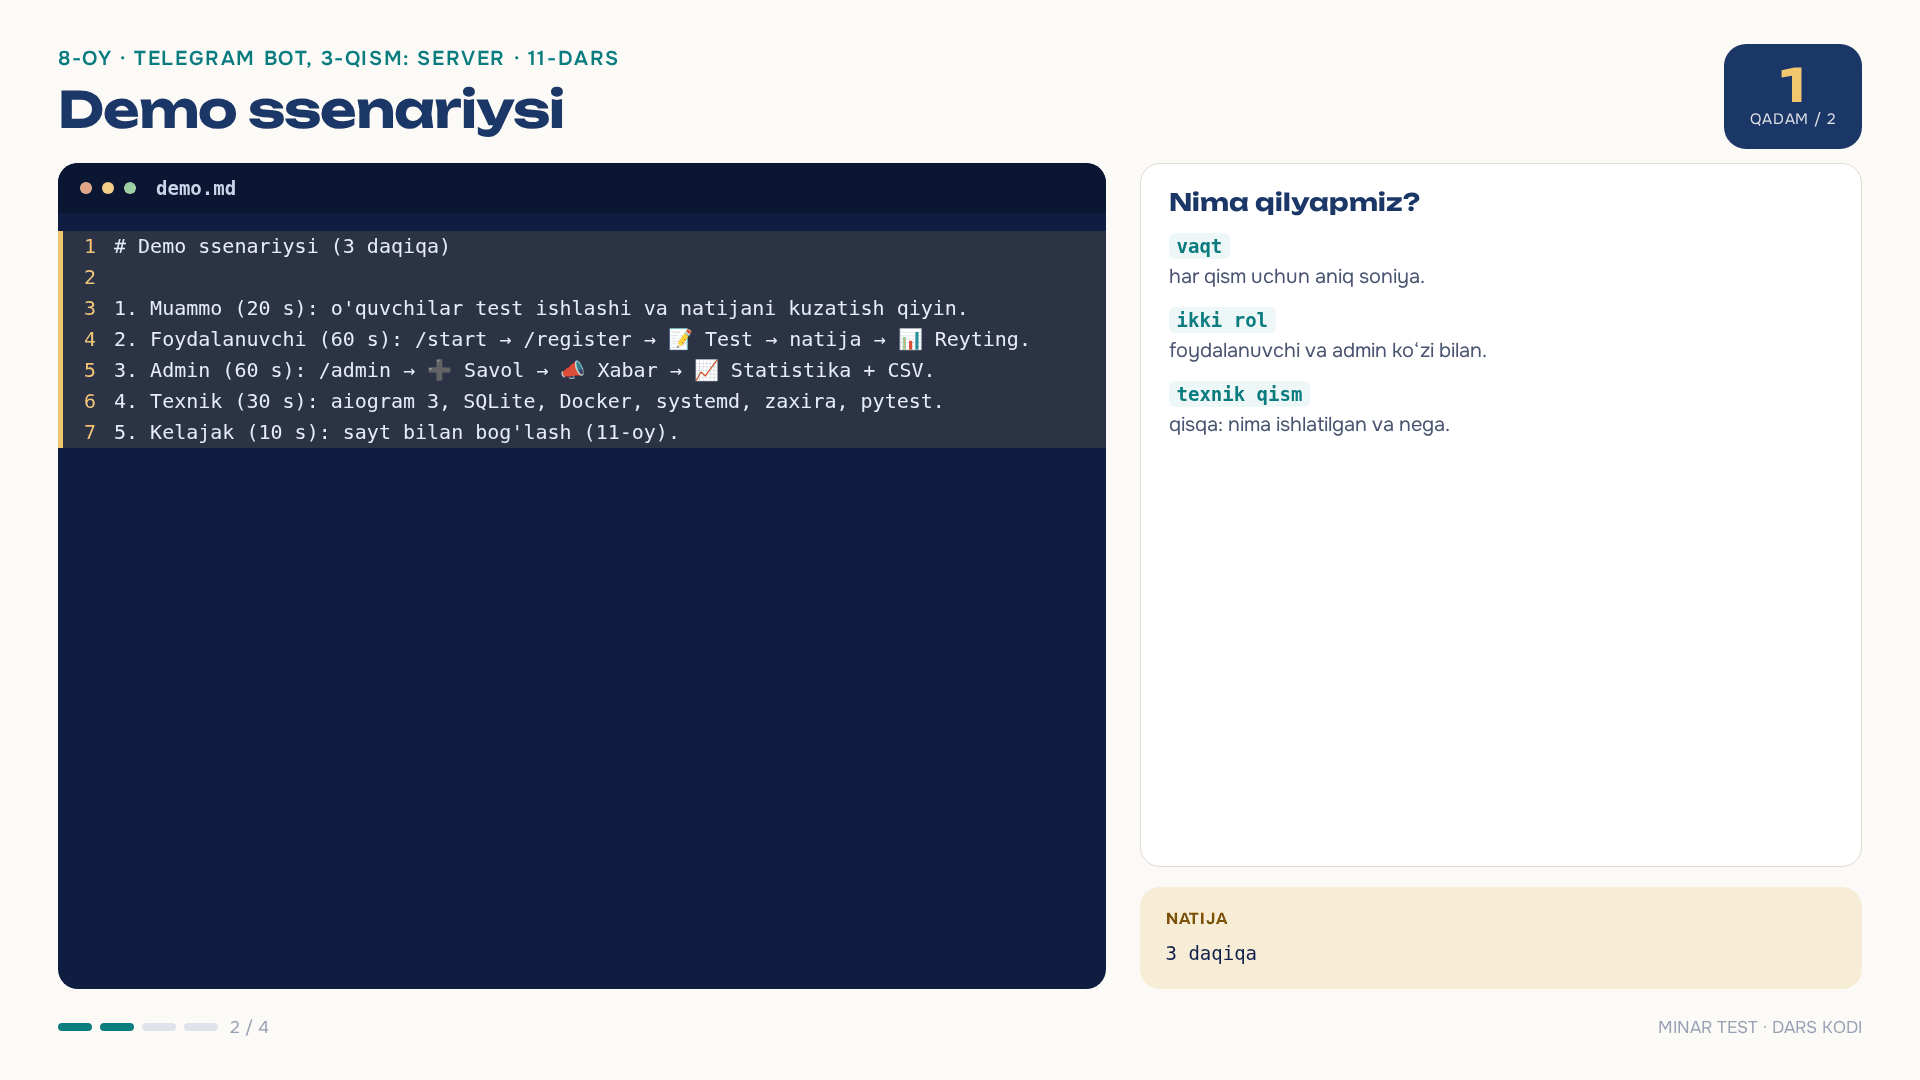 8-OY · TELEGRAM BOT, 3-QISM: SERVER · 11-DARS
Demo ssenariysi
1
QADAM / 2
demo.md
1 # Demo ssenariysi (3 daqiqa)
2
3 1. Muammo (20 s): o'quvchilar test ishlashi va natijani kuzatish qiyin.
4 2. Foydalanuvchi (60 s): /start → /register → 📝 Test → natija → 📊 Reyting.
5 3. Admin (60 s): /admin → ➕ Savol → 📣 Xabar → 📈 Statistika + CSV.
6 4. Texnik (30 s): aiogram 3, SQLite, Docker, systemd, zaxira, pytest.
7 5. Kelajak (10 s): sayt bilan bog'lash (11-oy).
Nima qilyapmiz?
vaqt
har qism uchun aniq soniya.
ikki rol
foydalanuvchi va admin koʻzi bilan.
texnik qism
qisqa: nima ishlatilgan va nega.
NATIJA
3 daqiqa
2 / 4
MINAR TEST · DARS KODI